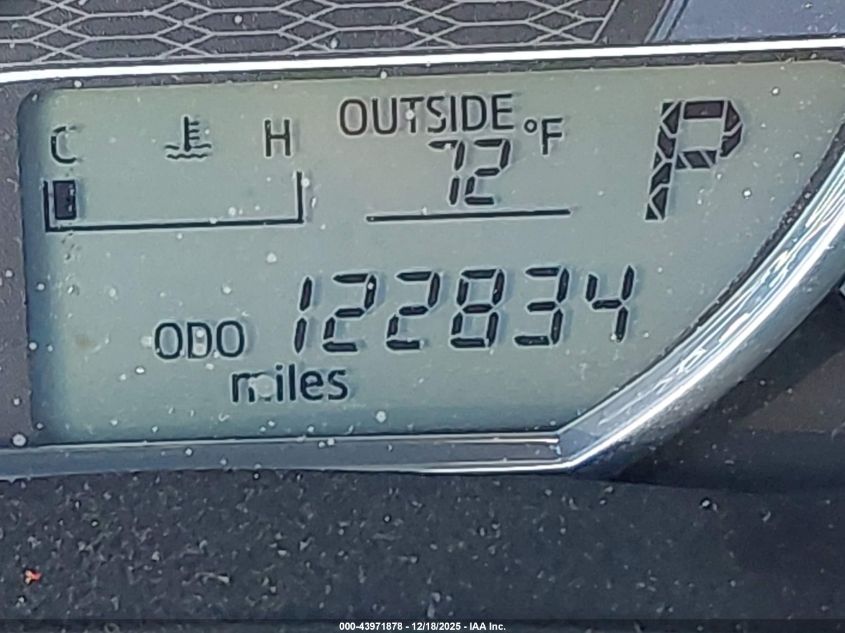 C H OUTSIDE °F P
72
ODO 122834
miles
000-43971878 - 12/18/2025 - IAA Inc.